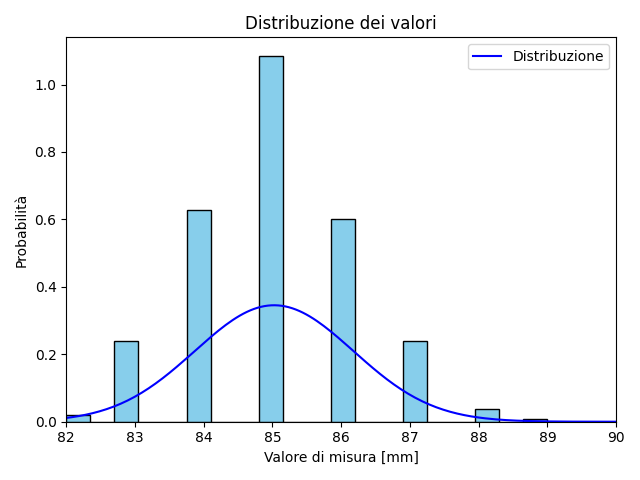 Distribuzione dei valori
Distribuzione
Probabilità
1.0
0.8
0.6
0.4
0.2
0.0
82 83 84 85 86 87 88 89 90
Valore di misura [mm]